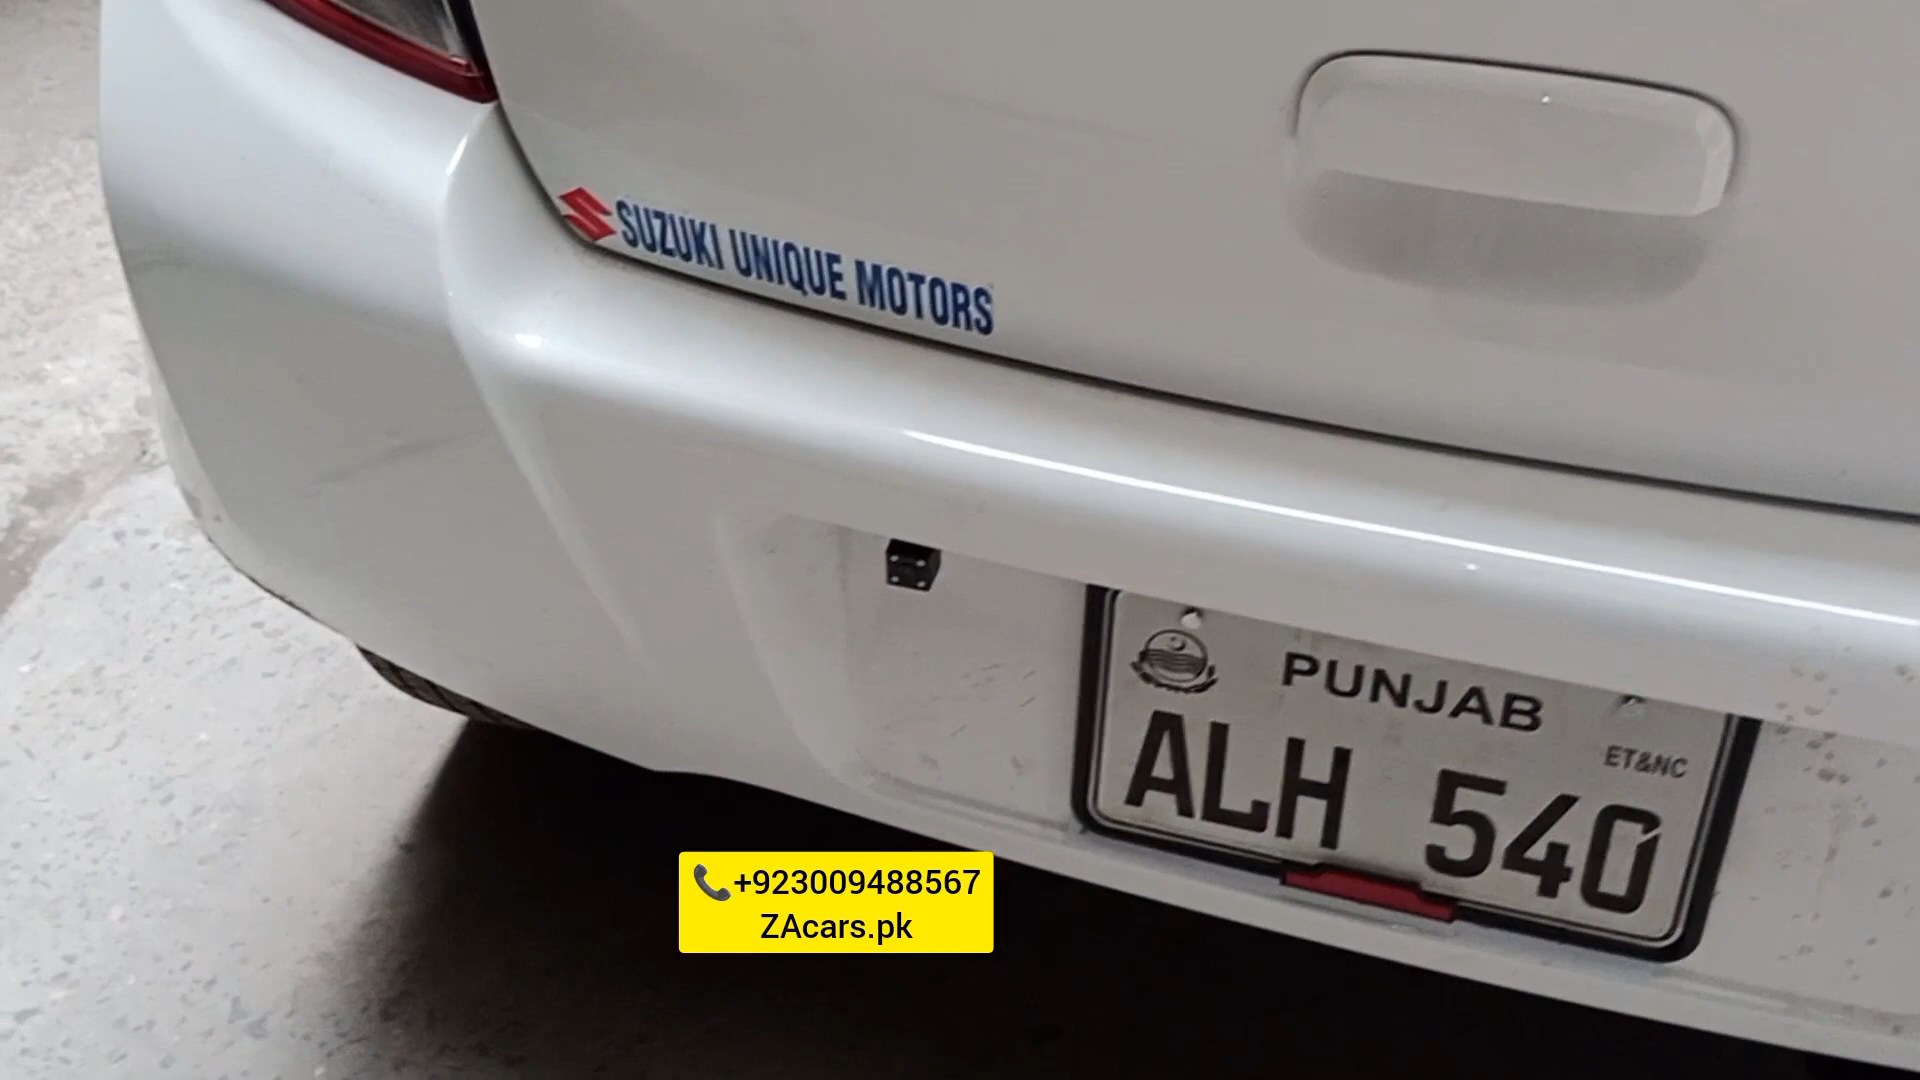 SUZUKI UNIQUE MOTORS
PUNJAB
ET&NC
ALH 540
📞+923009488567
ZAcars.pk